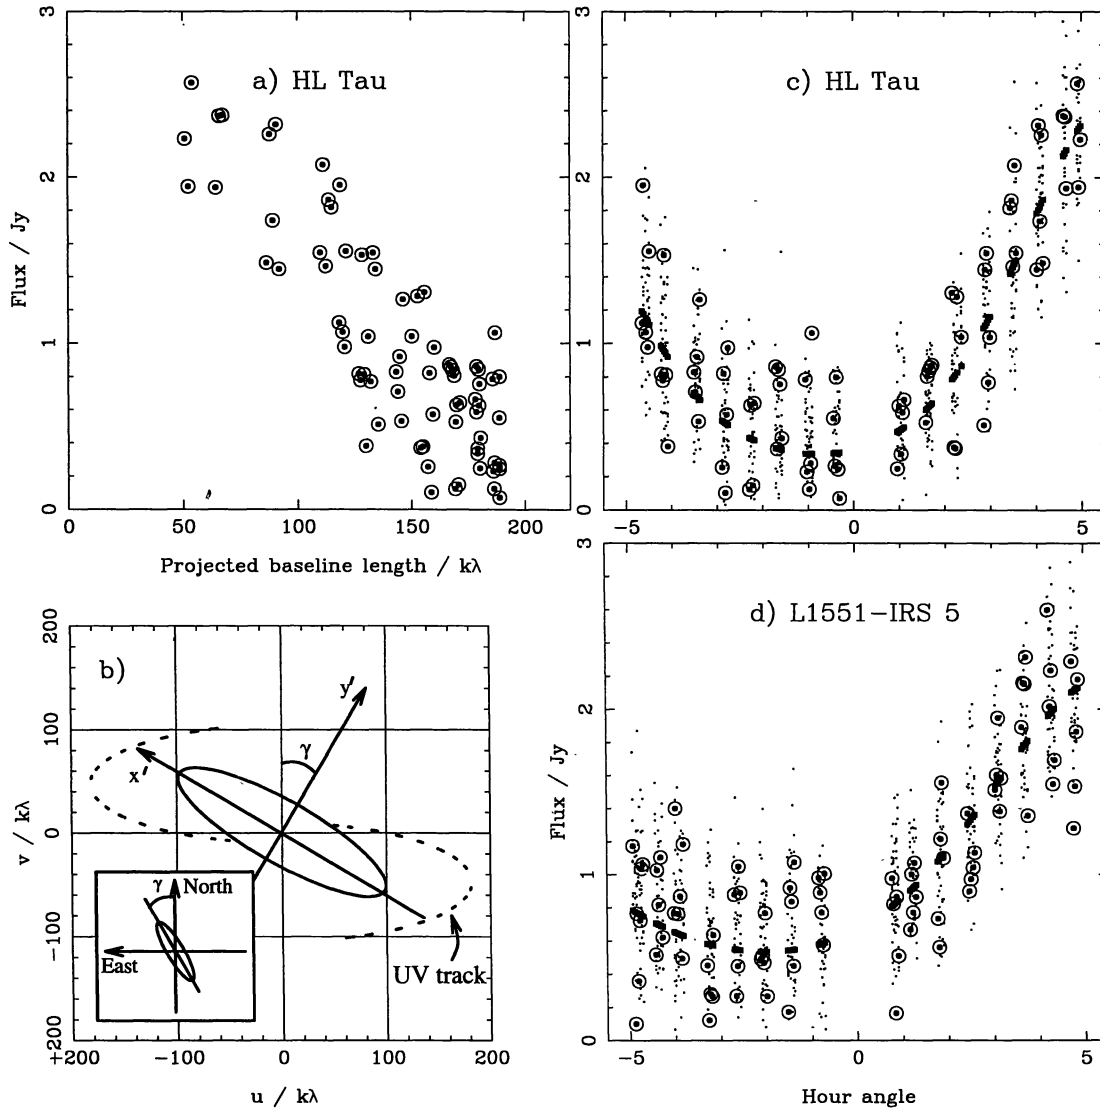 a) HL Tau
3
2
1
0
Flux / Jy
0
50
100
150
200
Projected baseline length / kλ
c) HL Tau
3
2
1
0
−5
0
5
b)
200
100
0
−100
−200
v / kλ
+200
−100
0
100
200
u / kλ
y'
x'
γ
γ
North
East
UV track
d) L1551−IRS 5
3
2
1
0
Flux / Jy
−5
0
5
Hour angle